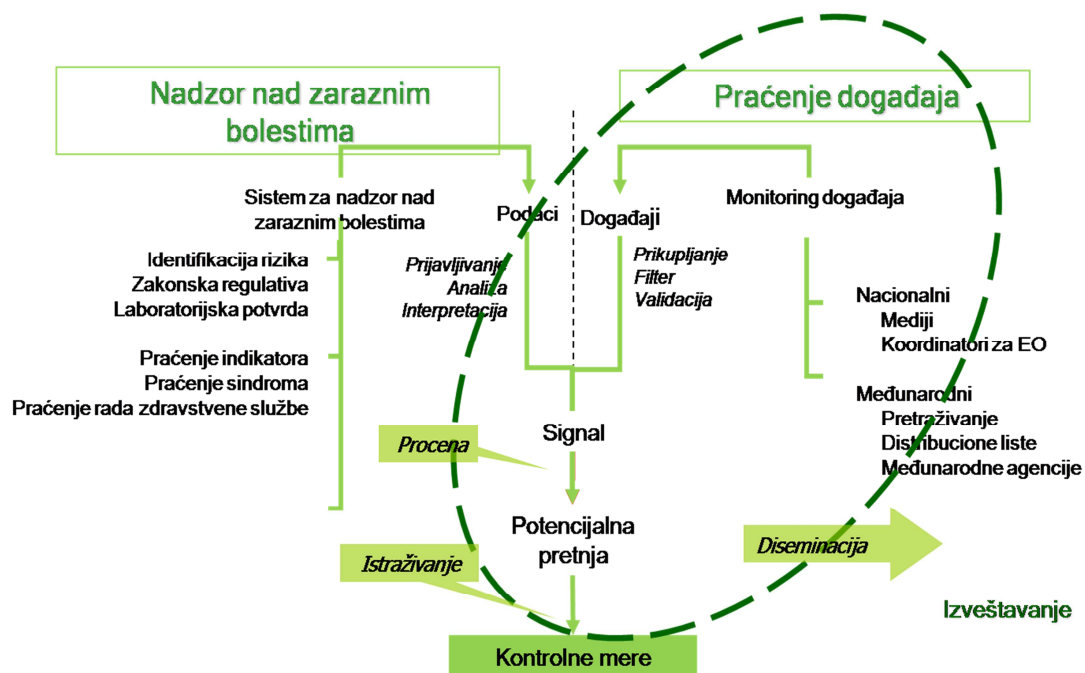 Nadzor nad zaraznim
bolestima
Praćenje događaja
Sistem za nadzor nad
zaraznim bolestima
Podaci
Događaji
Monitoring događaja
Identifikacija rizika
Zakonska regulativa
Laboratorijska potvrda
Prijavljivanje
Analiza
Interpretacija
Prikupljanje
Filter
Validacija
Nacionalni
Mediji
Koordinatori za EO
Praćenje indikatora
Praćenje sindroma
Praćenje rada zdravstvene službe
Međunarodni
Pretraživanje
Distribucione liste
Međunarodne agencije
Procena
Signal
Potencijalna
pretnja
Istraživanje
Diseminacija
Izveštavanje
Kontrolne mere